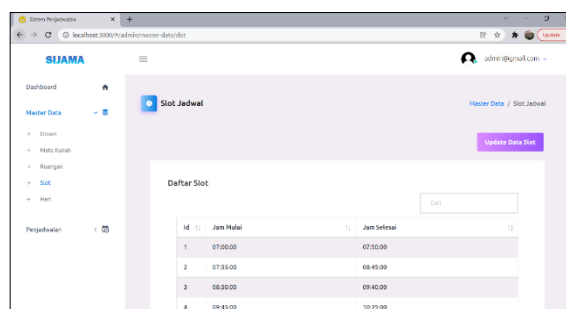 Sistem Penjadwalan
localhost:3000/#/admin/master-data/slot
Update
SIJAMA
admin@gmail.com
Dashboard
Master Data
Dosen
Mata Kuliah
Ruangan
Slot
Hari
Penjadwalan
Slot Jadwal
Master Data / Slot Jadwal
Update Data Slot
Daftar Slot
Cari
Id Jam Mulai Jam Selesai
1 07:00:00 07:50:00
2 07:55:00 08:45:00
3 08:50:00 09:40:00
4 09:45:00 10:35:00